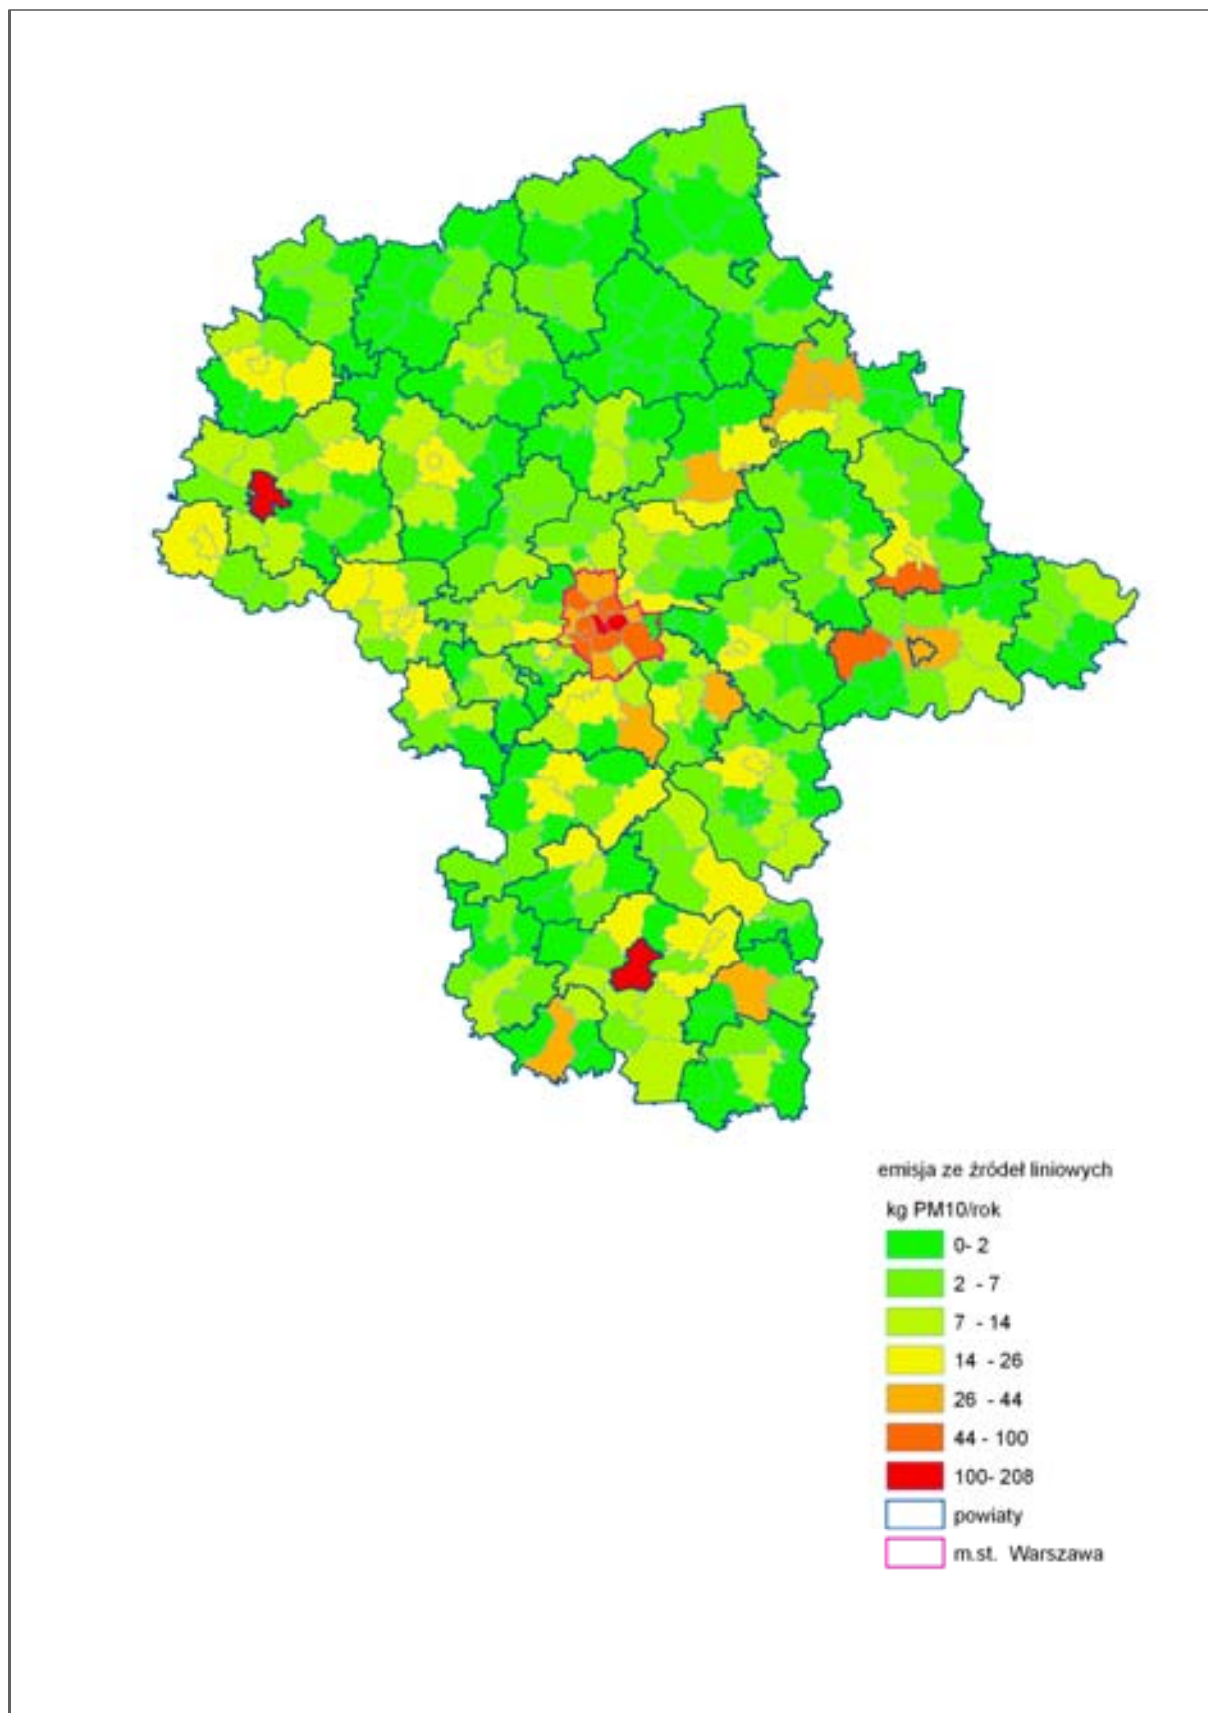 emisja ze źródeł liniowych
kg PM10/rok
0- 2
2 - 7
7 - 14
14 - 26
26 - 44
44 - 100
100- 208
powiaty
m.st. Warszawa